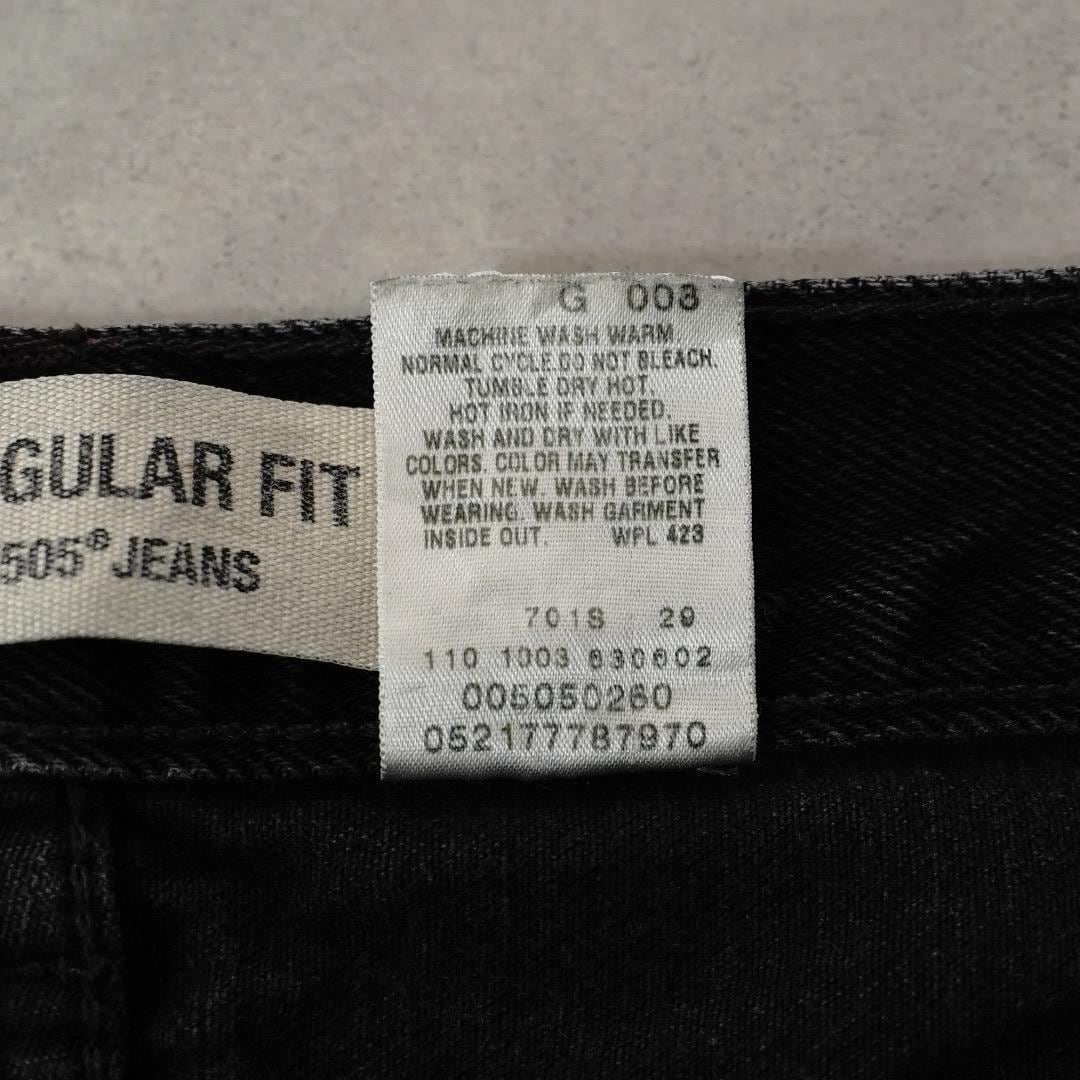 GULAR FIT
505® JEANS
G 003
MACHINE WASH WARM
NORMAL CYCLE.DO NOT BLEACH.
TUMBLE DRY HOT.
HOT IRON IF NEEDED.
WASH AND DRY WITH LIKE
COLORS. COLOR MAY TRANSFER
WHEN NEW. WASH BEFORE
WEARING. WASH GARMENT
INSIDE OUT. WPL 423
701S 29
110 1003 630602
005050260
052177787970